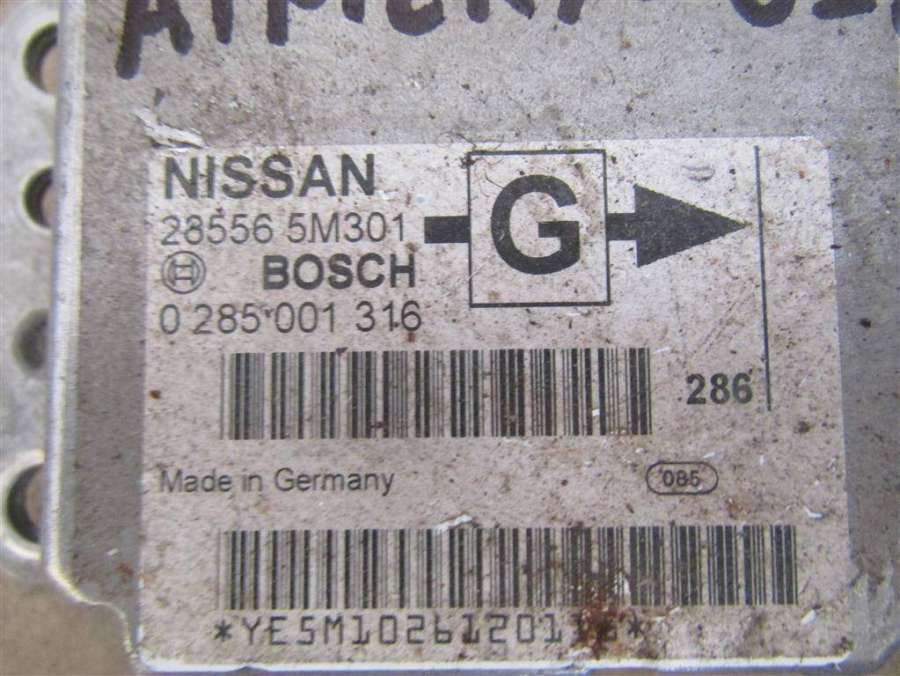 NISSAN
28556 5M301
G
BOSCH
0 285 001 316
286
Made in Germany
085